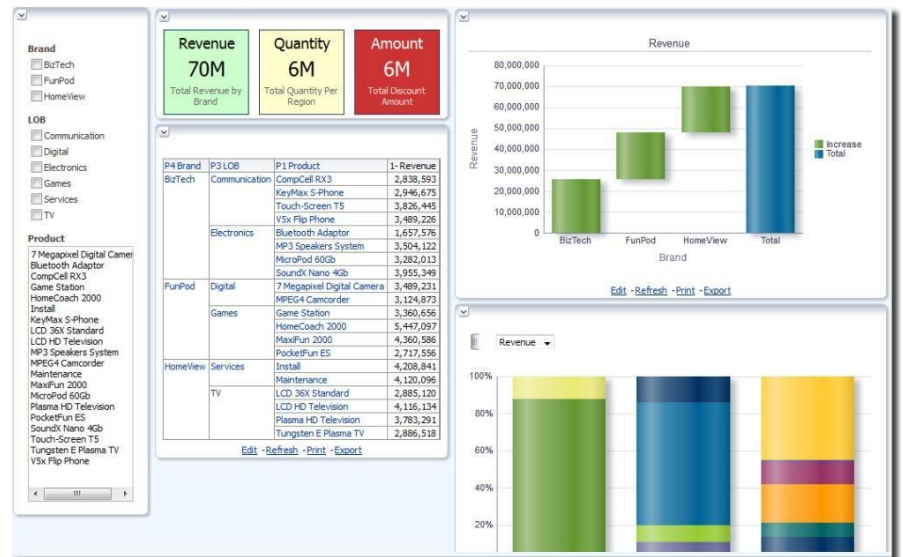 Brand
BizTech
FunPod
HomeView
LOB
Communication
Digital
Electronics
Games
Services
TV
Product
7 Megapixel Digital Camer
Bluetooth Adaptor
CompCell RX3
Game Station
HomeCoach 2000
Install
KeyMax S-Phone
LCD 36X Standard
LCD HD Television
MP3 Speakers System
MPEG4 Camcorder
Maintenance
MaxiFun 2000
MicroPod 60Gb
Plasma HD Television
PocketFun ES
SoundX Nano 4Gb
Touch-Screen T5
Tungsten E Plasma TV
V5x Flip Phone
Revenue
70M
Total Revenue by
Brand
Quantity
6M
Total Quantity Per
Region
Amount
6M
Total Discount
Amount
P4 Brand P3 LOB P1 Product 1- Revenue
BizTech Communication CompCell RX3 2,838,593
KeyMax S-Phone 2,946,675
Touch-Screen T5 3,826,445
V5x Flip Phone 3,489,226
Electronics Bluetooth Adaptor 1,657,576
MP3 Speakers System 3,504,122
MicroPod 60Gb 3,282,013
SoundX Nano 4Gb 3,955,349
FunPod Digital 7 Megapixel Digital Camera 3,489,231
MPEG4 Camcorder 3,124,873
Games Game Station 3,360,656
HomeCoach 2000 5,447,097
MaxiFun 2000 4,360,586
PocketFun ES 2,717,556
HomeView Services Install 4,208,841
Maintenance 4,120,096
TV LCD 36X Standard 2,885,120
LCD HD Television 4,116,134
Plasma HD Television 3,783,291
Tungsten E Plasma TV 2,886,518
Edit - Refresh - Print - Export
Revenue
Revenue
80,000,000
70,000,000
60,000,000
50,000,000
40,000,000
30,000,000
20,000,000
10,000,000
0
BizTech FunPod HomeView Total
Brand
Increase
Total
Edit - Refresh - Print - Export
Revenue
100%
80%
60%
40%
20%